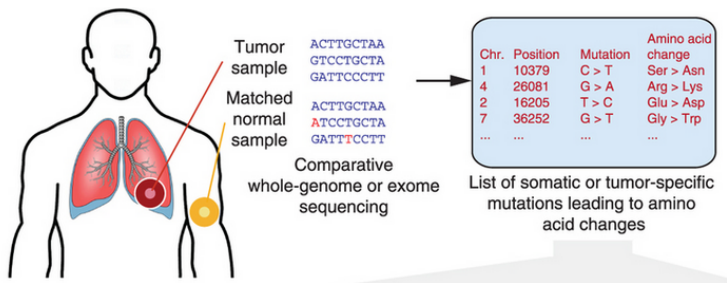 Tumor
sample
ACTTGCTAA
GTCCTGCTA
GATTCCCTT
Matched
normal
sample
ACTTGCTAA
ATCCTGCTA
GATTTCCTT
Comparative
whole-genome or exome
sequencing
Chr. Position Mutation Amino acid change
1 10379 C > T Ser > Asn
4 26081 G > A Arg > Lys
2 16205 T > C Glu > Asp
7 36252 G > T Gly > Trp
... ... ... ...
List of somatic or tumor-specific
mutations leading to amino
acid changes